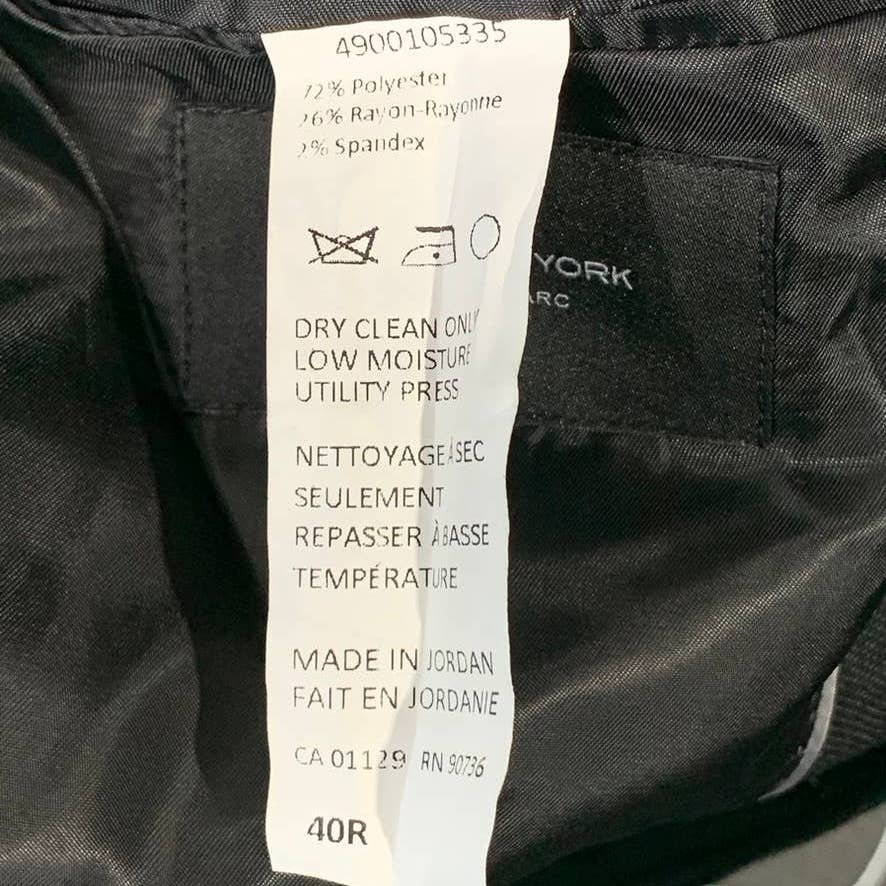 4900105335
72% Polyester
26% Rayon-Rayonne
2% Spandex
YORK
ARC
DRY CLEAN ONLY
LOW MOISTURE
UTILITY PRESS
NETTOYAGE À SEC
SEULEMENT
REPASSER À BASSE
TEMPÉRATURE
MADE IN JORDAN
FAIT EN JORDANIE
CA 01129 RN 90736
40R